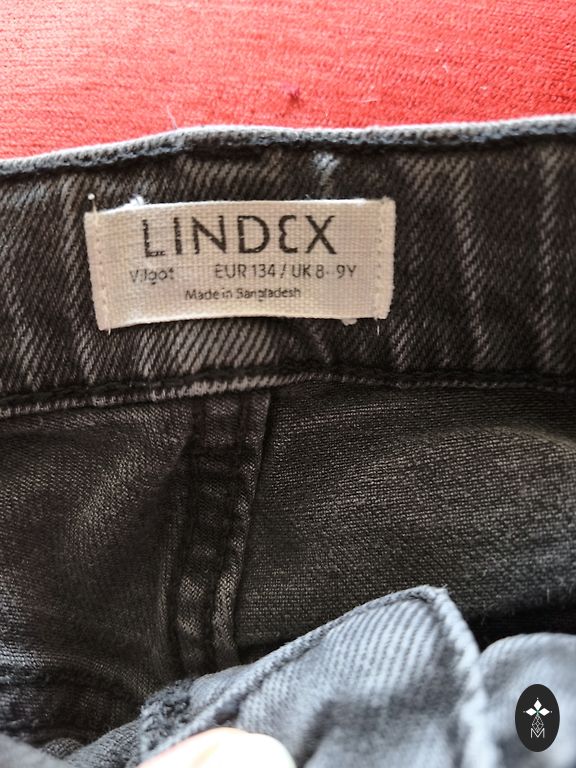 LINDEX
Vilgot EUR 134 / UK 8-9Y
Made in Bangladesh
M